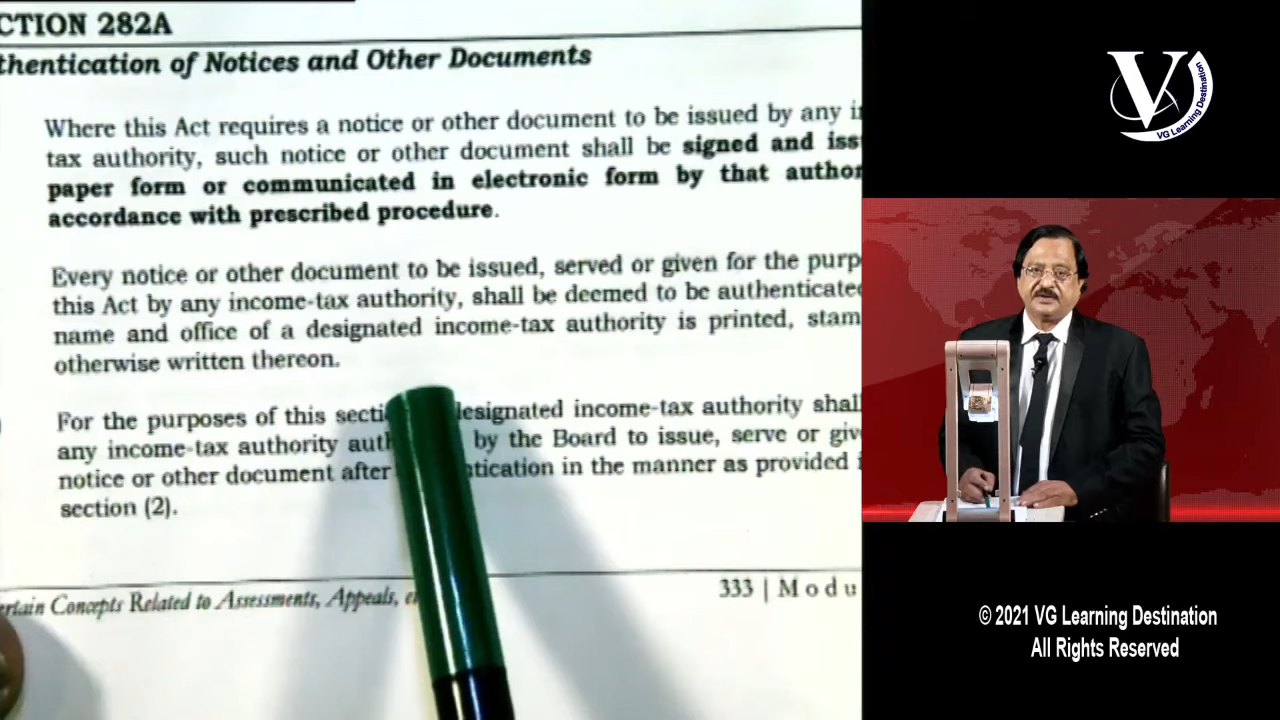 CTION 282A
thentication of Notices and Other Documents
Where this Act requires a notice or other document to be issued by any i
tax authority, such notice or other document shall be signed and iss
paper form or communicated in electronic form by that author
accordance with prescribed procedure.
Every notice or other document to be issued, served or given for the purp
this Act by any income-tax authority, shall be deemed to be authenticated
name and office of a designated income-tax authority is printed, stam
otherwise written thereon.
For the purposes of this secti designated income-tax authority shal
any income-tax authority auth by the Board to issue, serve or giv
notice or other document after tication in the manner as provided i
section (2).
ertain Concepts Related to Assessments, Appeals, e
333 | Modu
V
VG Learning Destination
© 2021 VG Learning Destination
All Rights Reserved